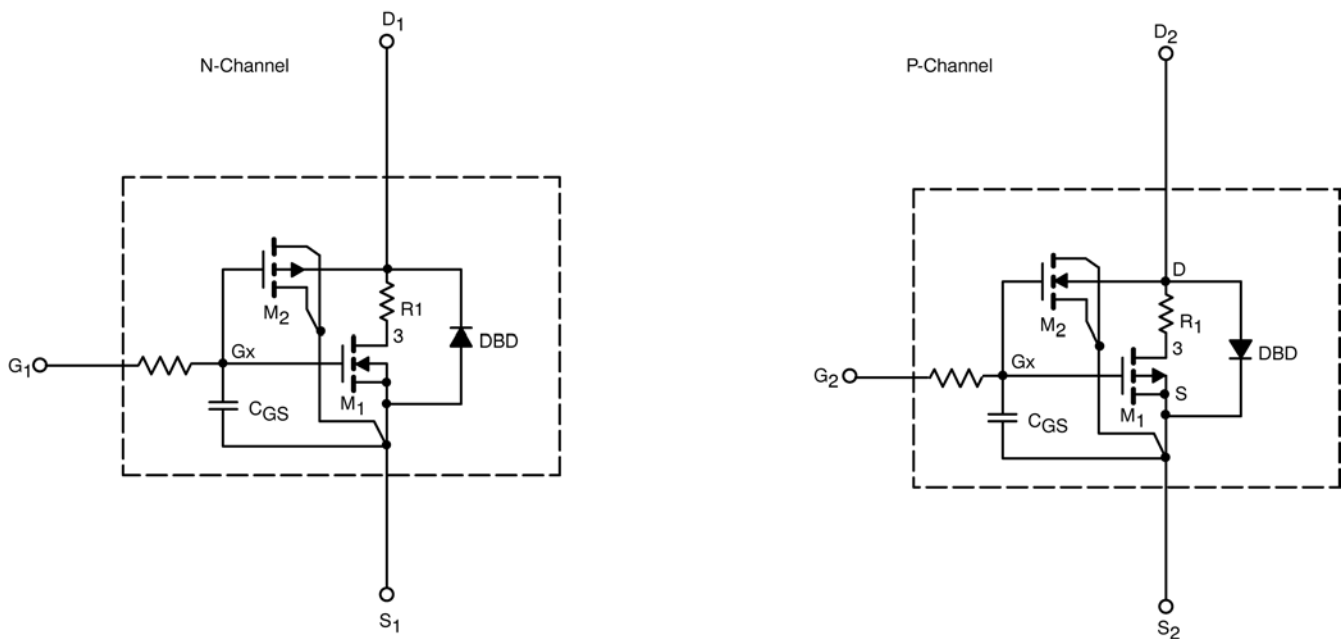 D1
N-Channel
M2
R1
3
DBD
G1
Gx
M1
CGS
S1
D2
P-Channel
D
M2
R1
3
DBD
G2
Gx
S
M1
CGS
S2